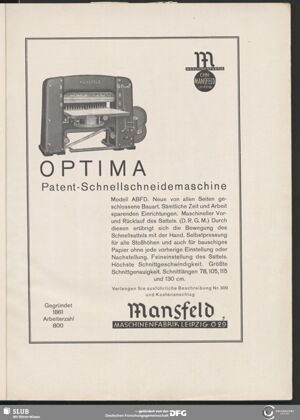 MANSFELD
M
CHN.
MANSFELD
LEIPZIG
OPTIMA
Patent-Schnellschneidemaschine
Modell ABFD. Neue von allen Seiten ge-
schlossene Bauart. Sämtliche Zeit und Arbeit
sparenden Einrichtungen. Maschineller Vor-
und Rücklauf des Sattels. (D. R. G. M.) Durch
diesen erübrigt sich die Bewegung des
Schnellsattels mit der Hand. Selbstpressung
für alle Stoßhöhen und auch für bauschiges
Papier ohne jede vorherige Einstellung oder
Nachstellung. Feineinstellung des Sattels.
Höchste Schnittgeschwindigkeit. Größte
Schnittgenauigkeit. Schnittlängen 78, 105, 115
und 130 cm.
Verlangen Sie ausführliche Beschreibung Nr. 309
und Kostenanschlag
Gegründet
1861
Arbeiterzahl
800
Mansfeld
MASCHINENFABRIK LEIPZIG O 29
SLUB
Wir führen Wissen.
gefördert von der DFG
Deutschen Forschungsgemeinschaft